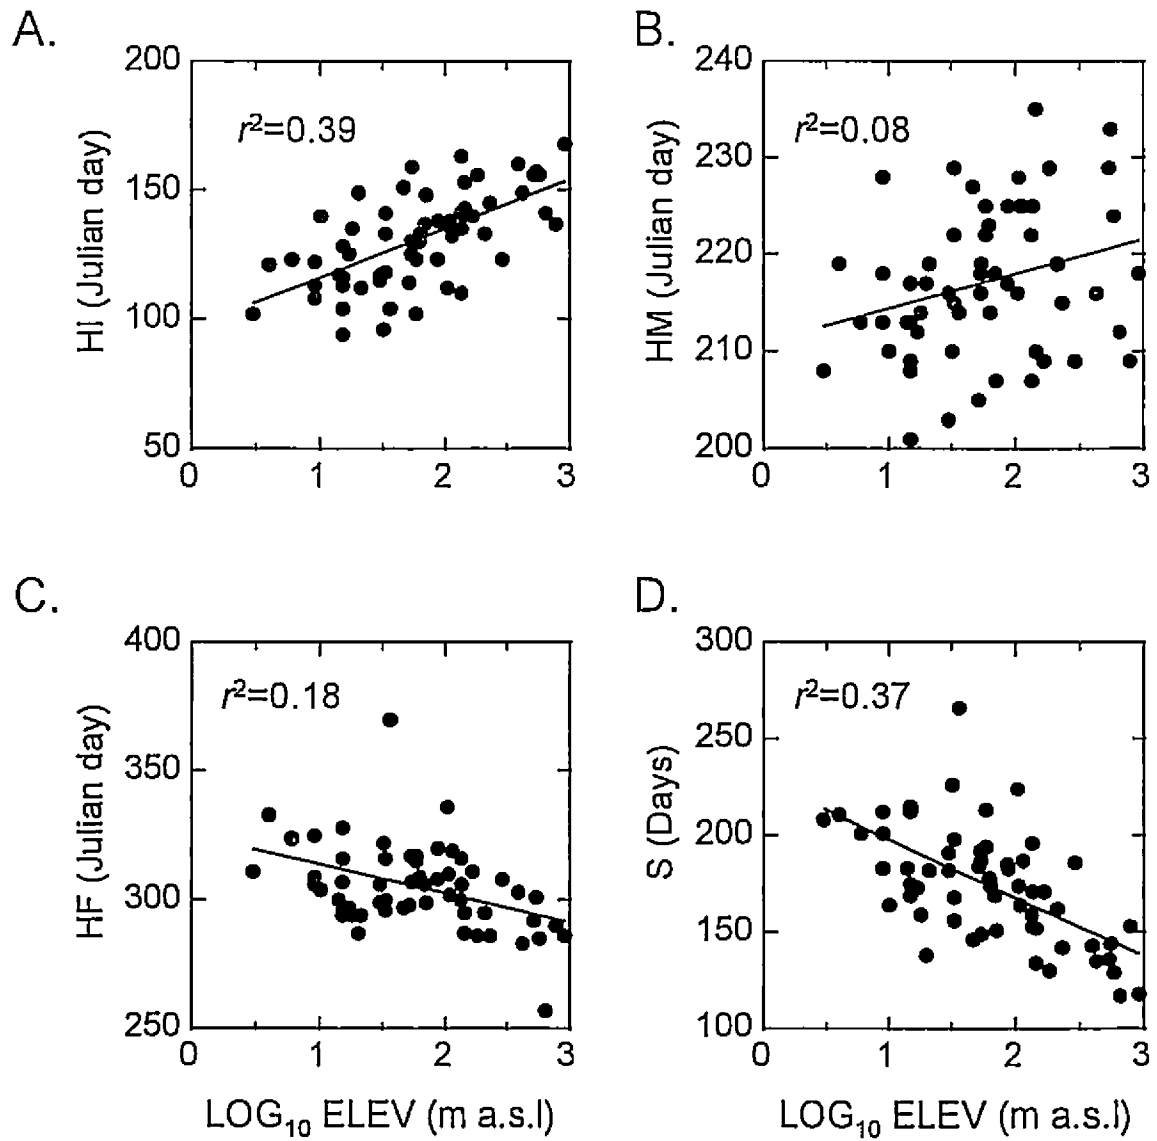 A.
HI (Julian day)
200
150
100
50
r²=0.39
0 1 2 3
B.
HM (Julian day)
240
230
220
210
200
r²=0.08
0 1 2 3
C.
HF (Julian day)
400
350
300
250
r²=0.18
0 1 2 3
LOG₁₀ ELEV (m a.s.l)
D.
S (Days)
300
250
200
150
100
r²=0.37
0 1 2 3
LOG₁₀ ELEV (m a.s.l)